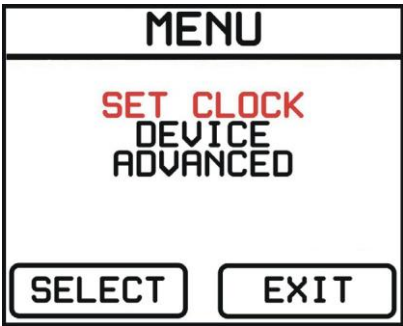 MENU
SET CLOCK
DEVICE
ADVANCED
SELECT EXIT